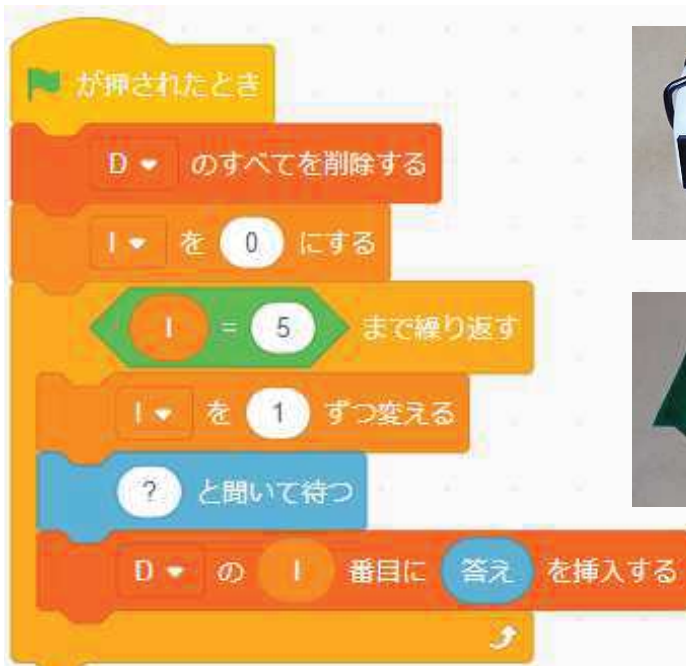 が押されたとき
D のすべてを削除する
I を 0 にする
I = 5 まで繰り返す
I を 1 ずつ変える
? と聞いて待つ
D の I 番目に 答え を挿入する